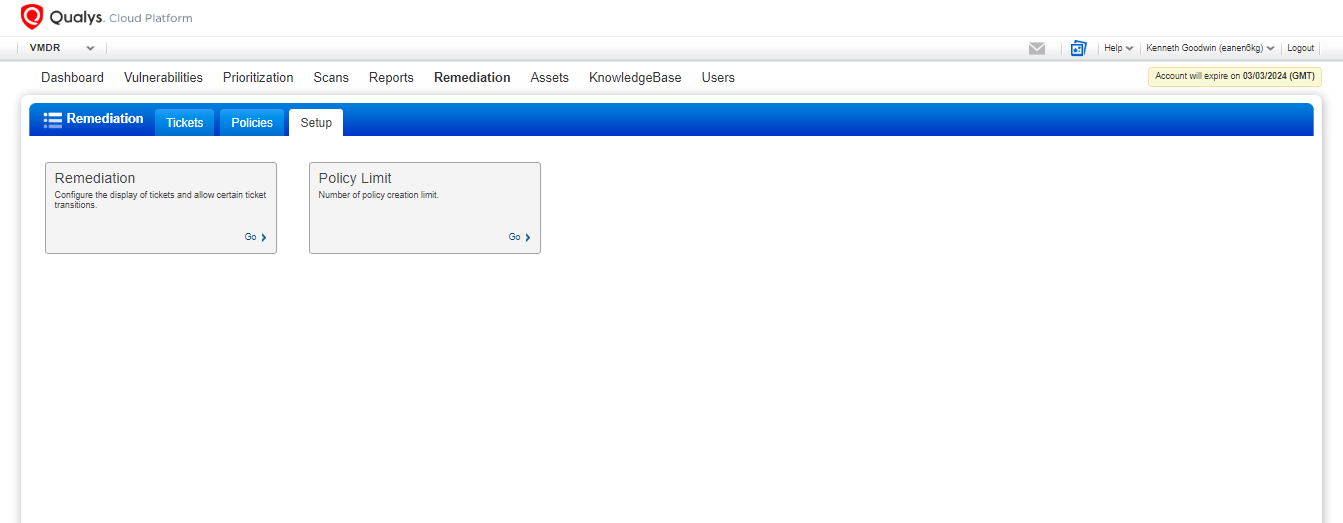 Qualys. Cloud Platform
VMDR
Help
Kenneth Goodwin (eanen6kg)
Logout
Dashboard Vulnerabilities Prioritization Scans Reports Remediation Assets KnowledgeBase Users
Account will expire on 03/03/2024 (GMT)
Remediation Tickets Policies Setup
Remediation
Configure the display of tickets and allow certain ticket
transitions.
Go
Policy Limit
Number of policy creation limit.
Go